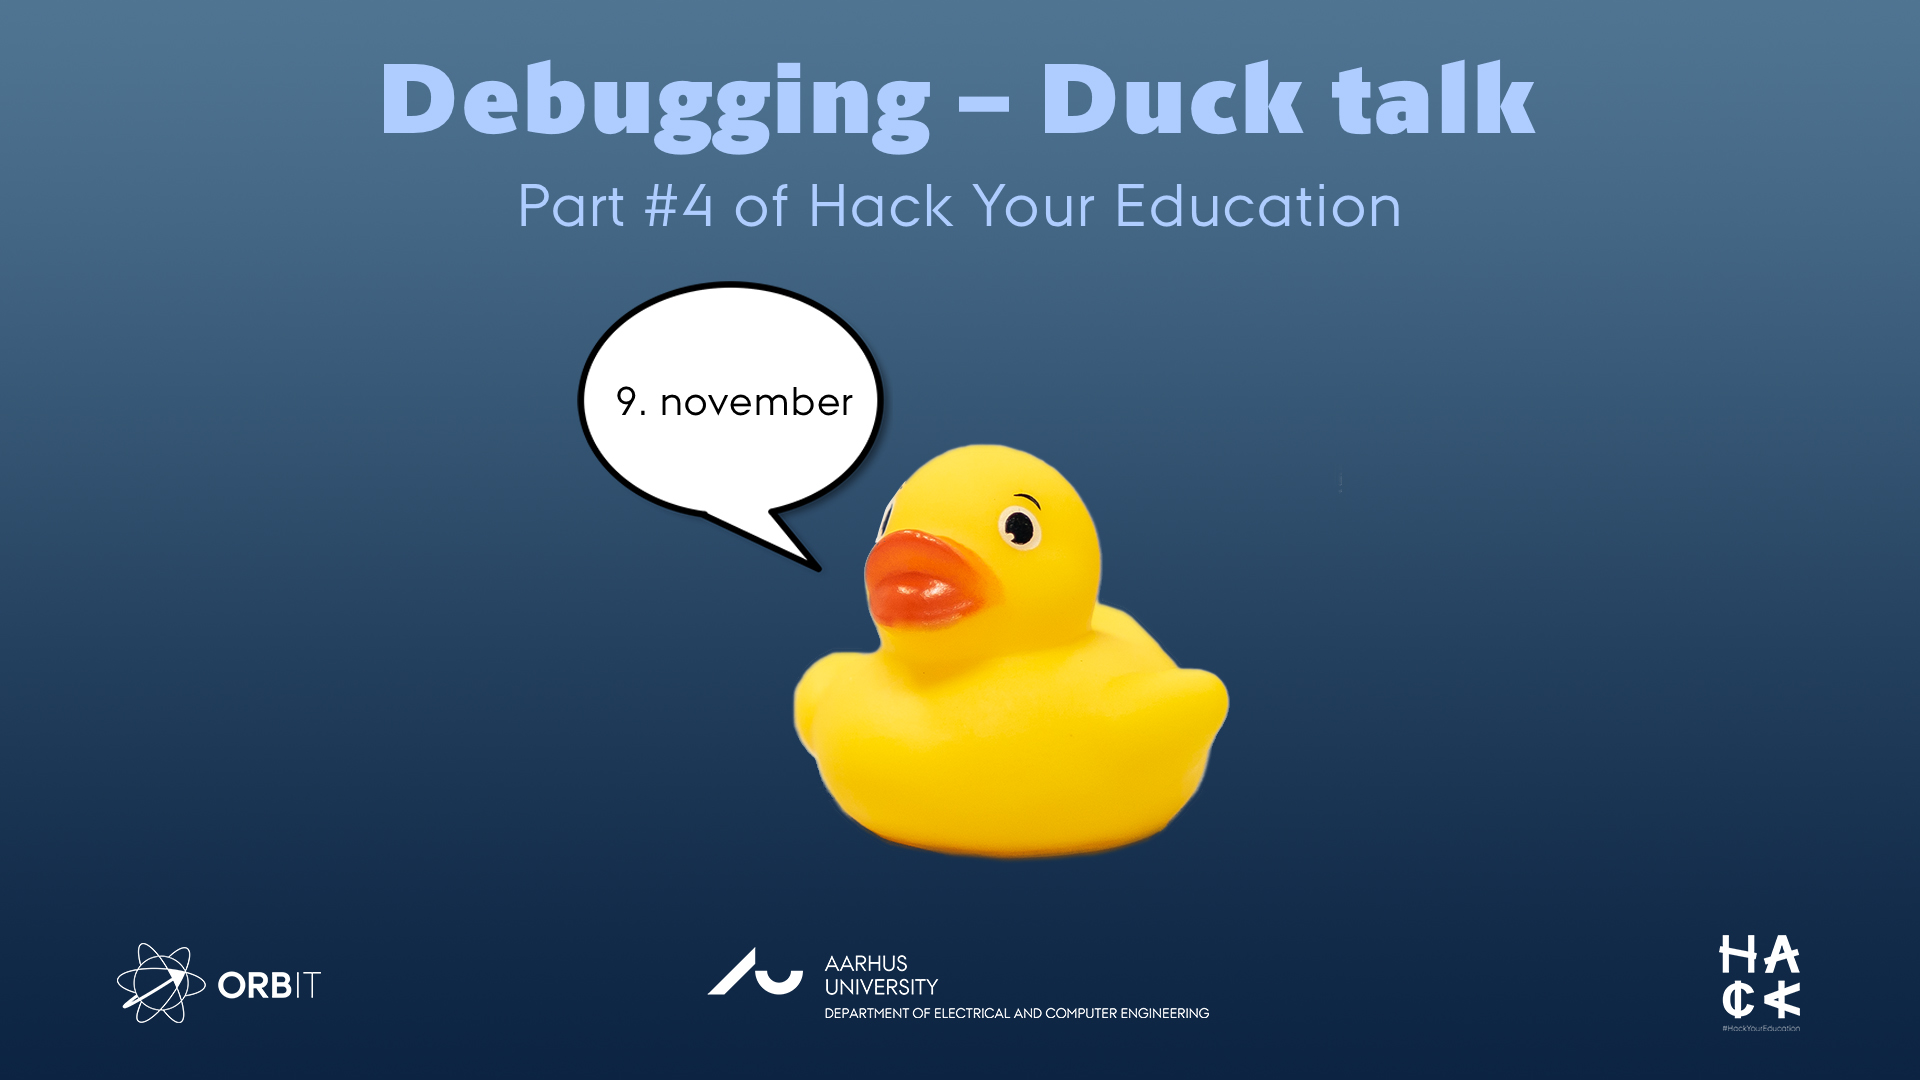 Debugging – Duck talk
Part #4 of Hack Your Education
9. november
ORBIT
AARHUS
UNIVERSITY
DEPARTMENT OF ELECTRICAL AND COMPUTER ENGINEERING
HA
CK
#HackYourEducation